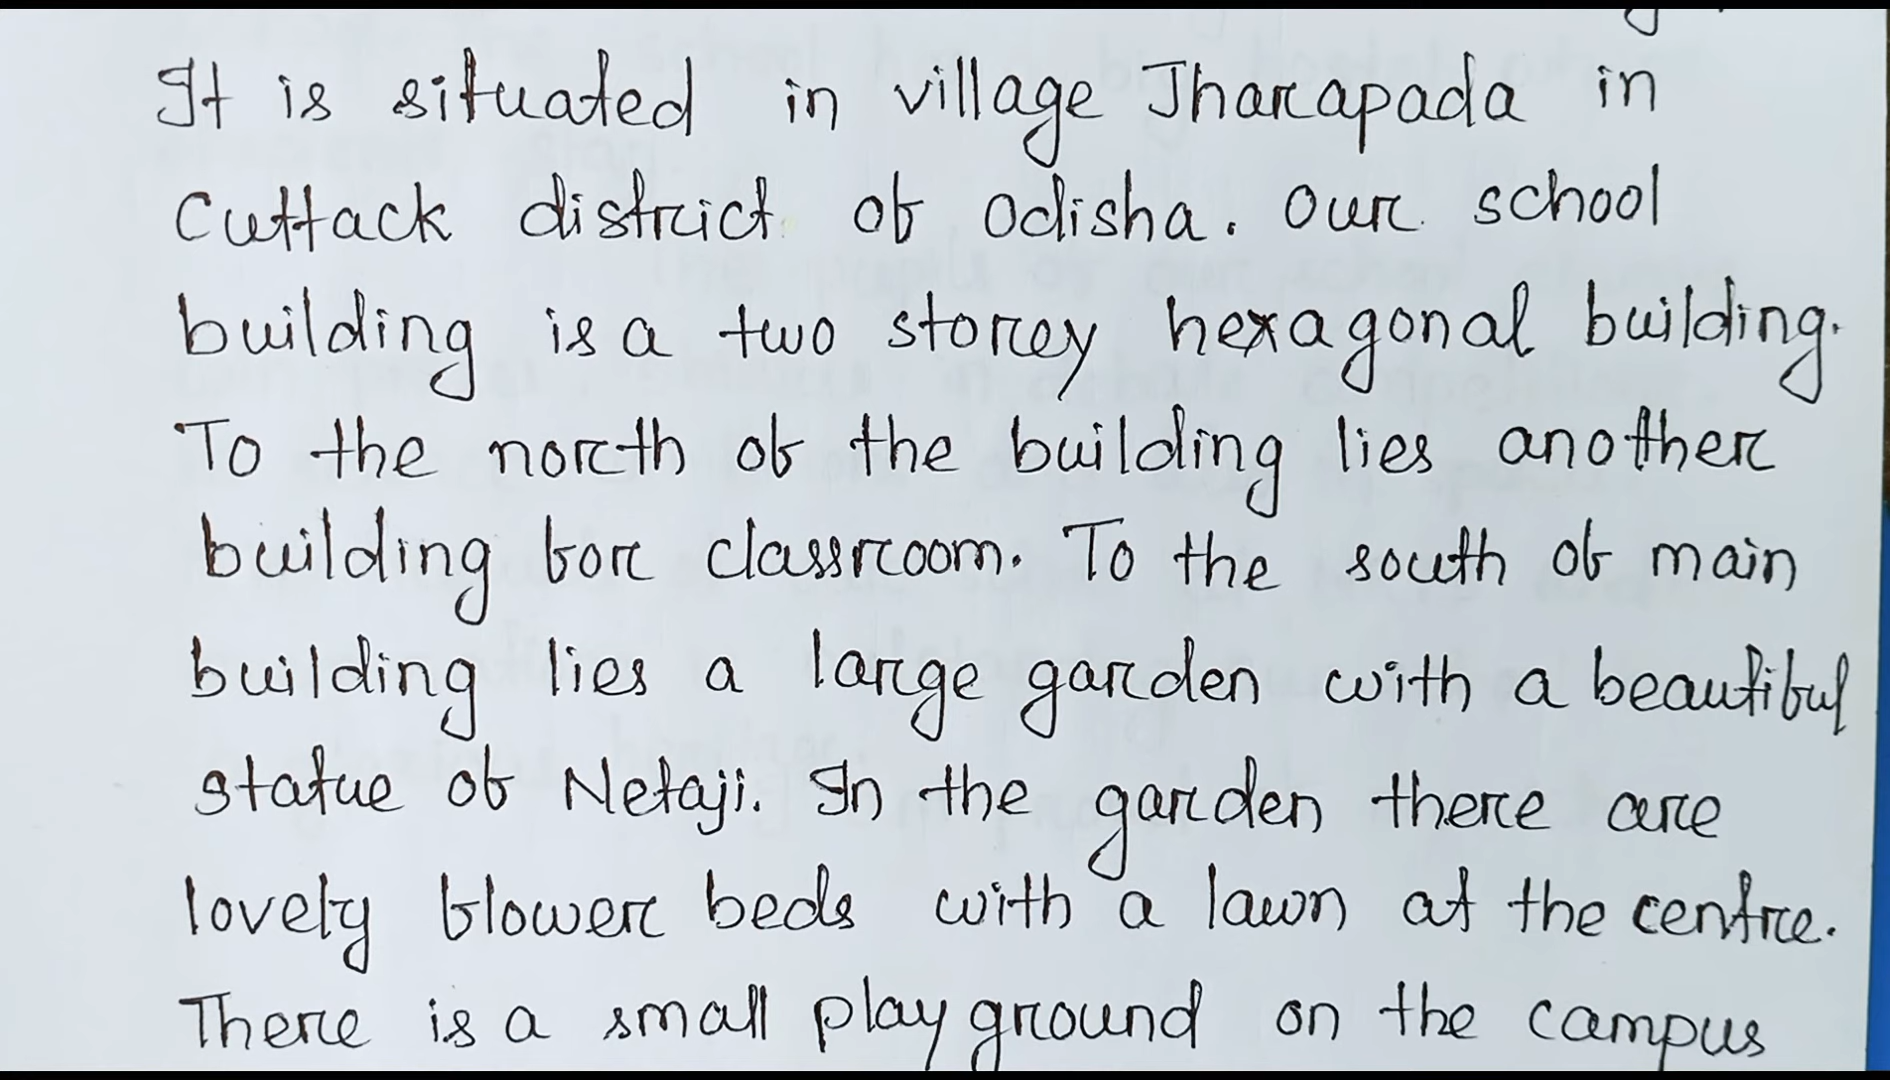 It is situated in village Jharapada in
Cuttack district of Odisha. Our school
building is a two storey hexagonal building.
To the north of the building lies another
building for classroom. To the south of main
building lies a large garden with a beautiful
statue of Netaji. In the garden there are
lovely flower beds with a lawn at the centre.
There is a small play ground on the campus